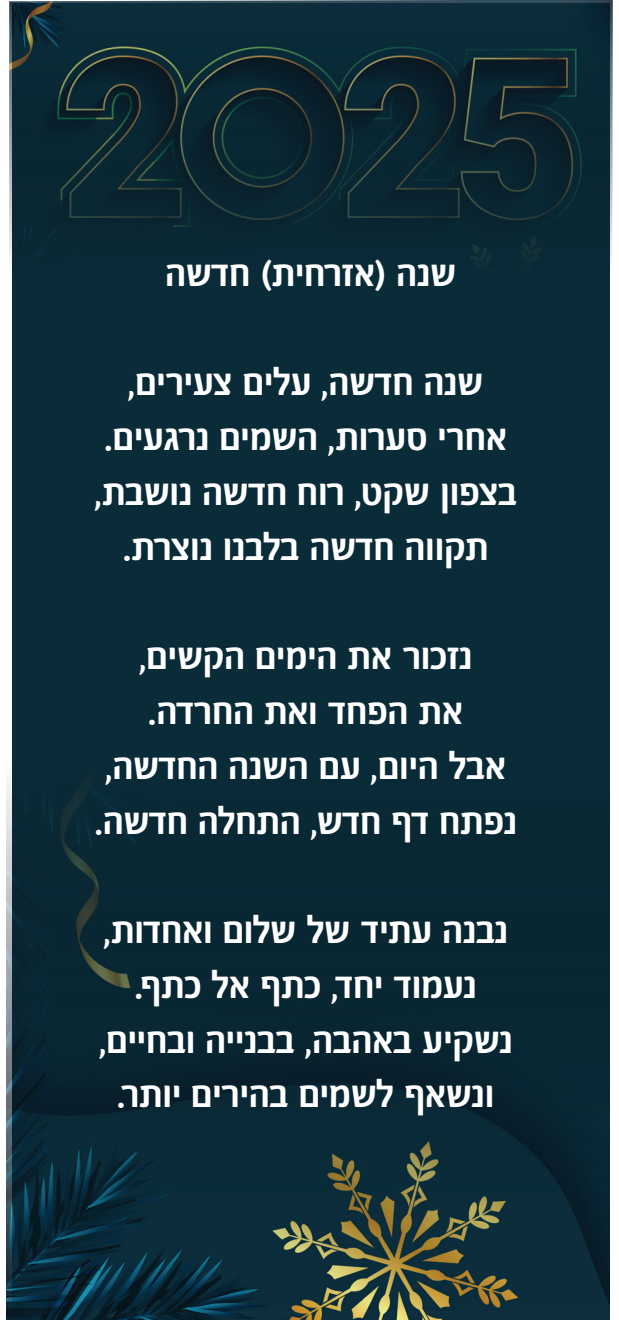 2025
שנה (אזרחית) חדשה
שנה חדשה, עלים צעירים,
אחרי סערות, השמים נרגעים.
בצפון שקט, רוח חדשה נושבת,
תקווה חדשה בלבנו נוצרת.
נזכור את הימים הקשים,
את הפחד ואת החרדה.
אבל היום, עם השנה החדשה,
נפתח דף חדש, התחלה חדשה.
נבנה עתיד של שלום ואחדות,
נעמוד יחד, כתף אל כתף.
נשקיע באהבה, בבנייה ובחיים,
ונשאף לשמים בהירים יותר.